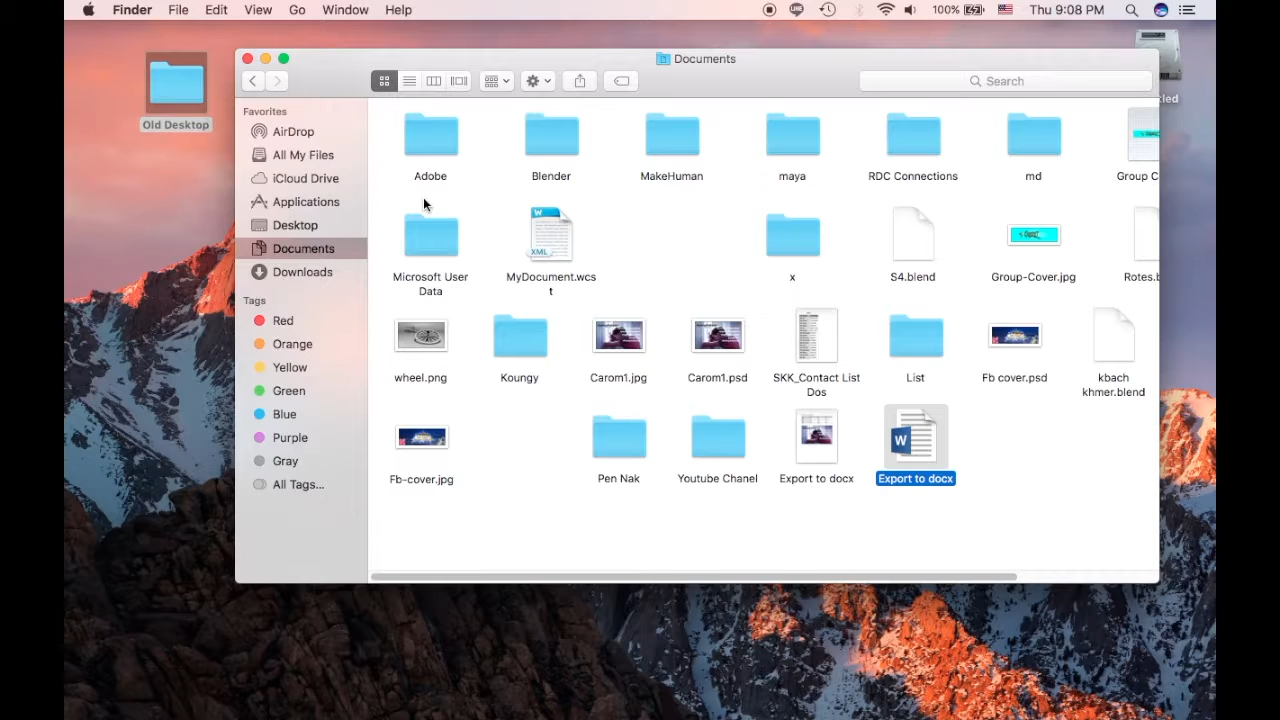 Finder File Edit View Go Window Help 100% Thu 9:08 PM
Documents
Search
Old Desktop
Favorites
AirDrop
All My Files
iCloud Drive
Applications
Desktop
Documents
Downloads
Tags
Red
Orange
Yellow
Green
Blue
Purple
Gray
All Tags...
Adobe Blender MakeHuman maya RDC Connections md Group C
Microsoft User
Data
W
XML
MyDocument.wcs
t
x S4.blend Group-Cover.jpg Rotes.b
wheel.png Koungy Carom1.jpg Carom1.psd SKK_Contact List
Dos
List Fb cover.psd kbach
khmer.blend
Fb-cover.jpg Pen Nak Youtube Chanel Export to docx
W
Export to docx